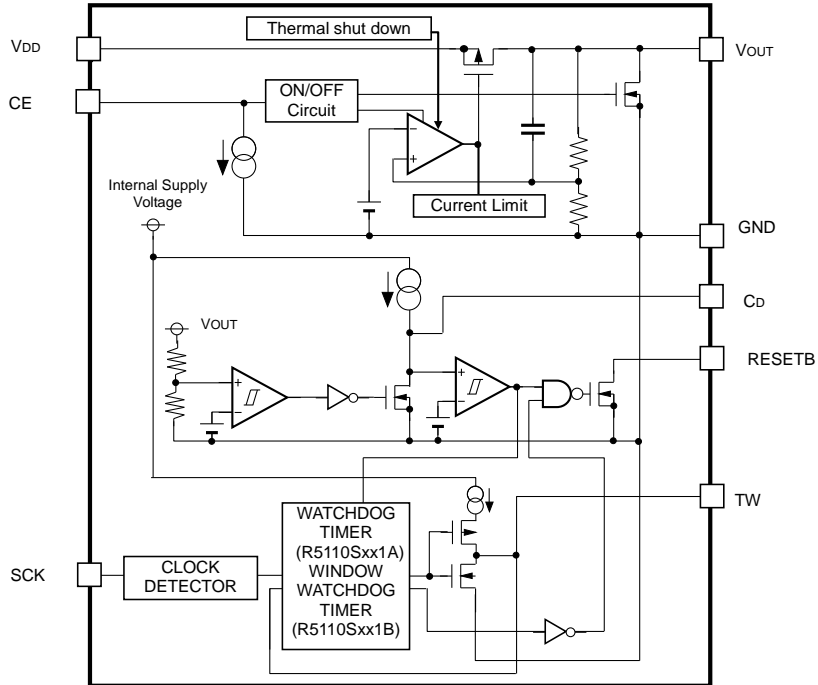 Thermal shut down
VDD
VOUT
CE
ON/OFF
Circuit
−
+
Internal Supply
Voltage
Current Limit
GND
CD
VOUT
RESETB
+
−
+
−
TW
WATCHDOG
TIMER
(R5110Sxx1A)
WINDOW
WATCHDOG
TIMER
(R5110Sxx1B)
SCK
CLOCK
DETECTOR